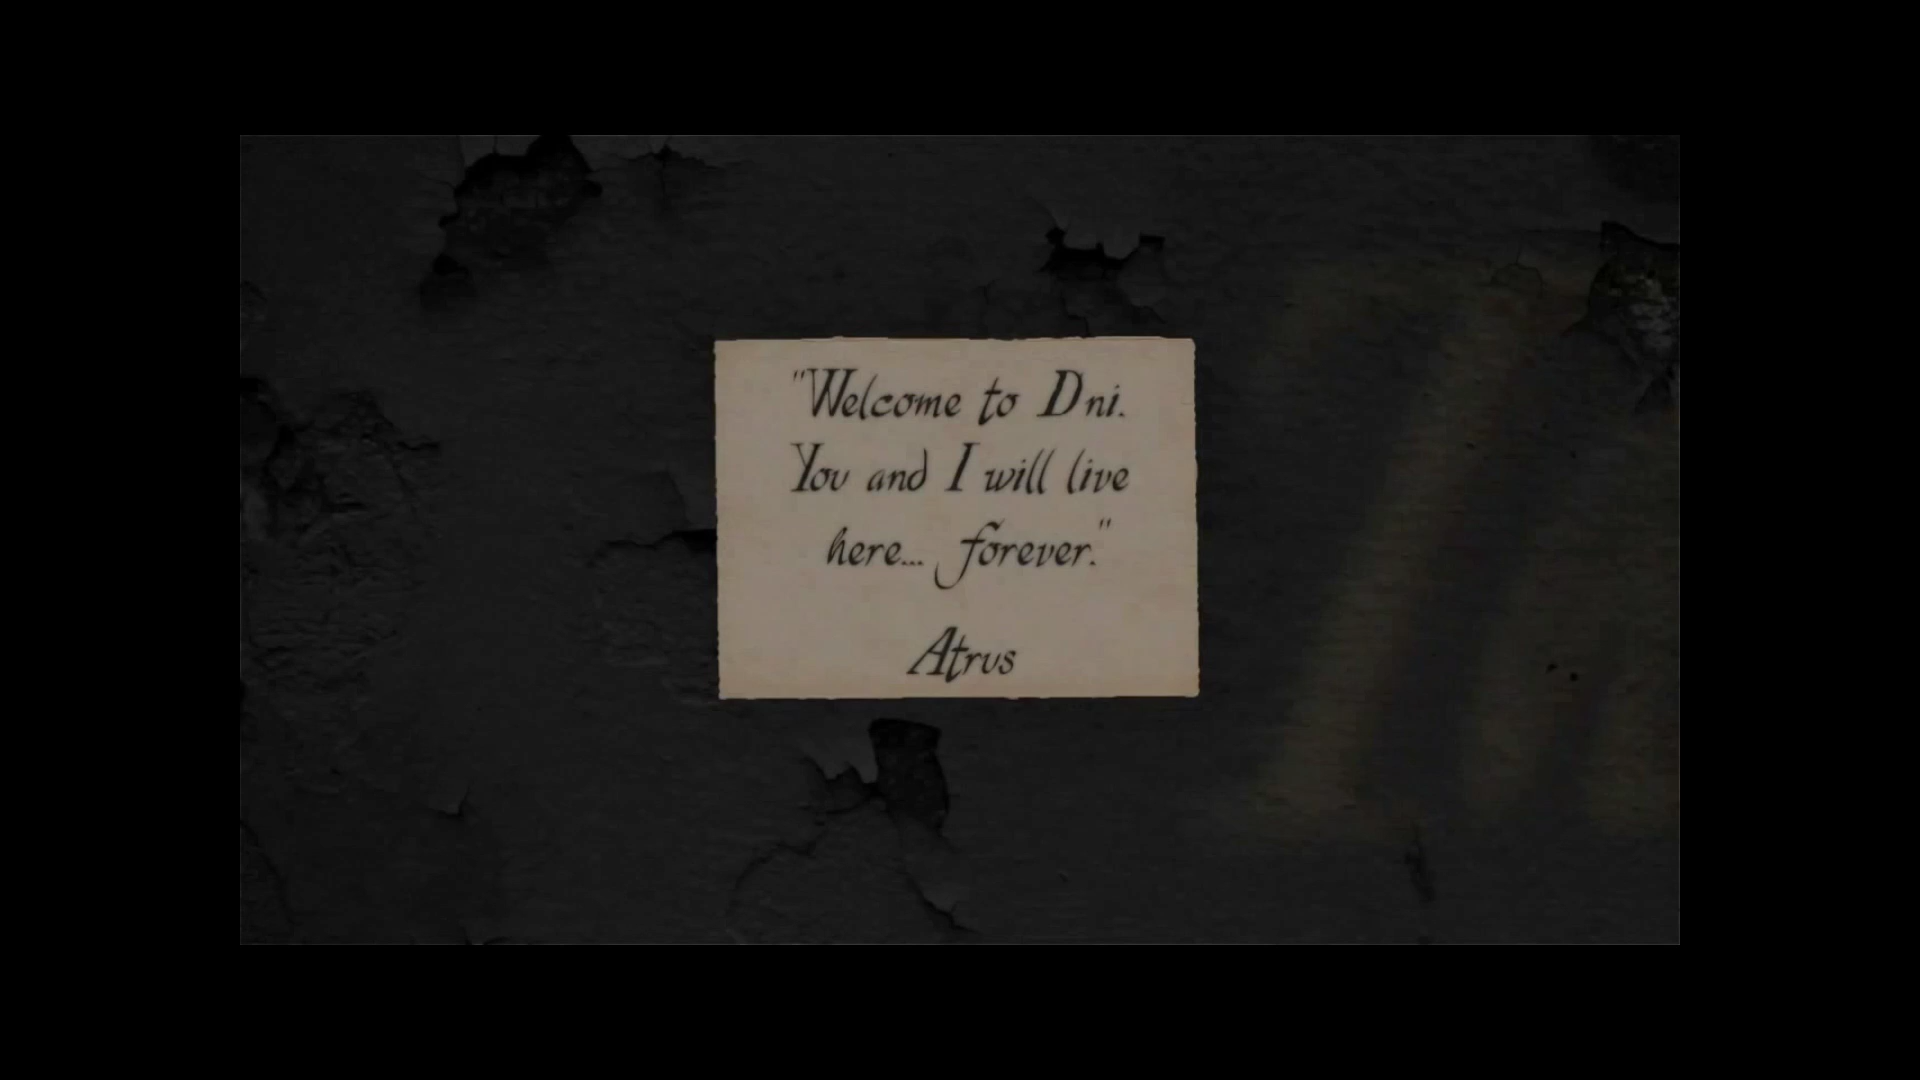 "Welcome to Dni.
You and I will live
here... forever."
Atrus